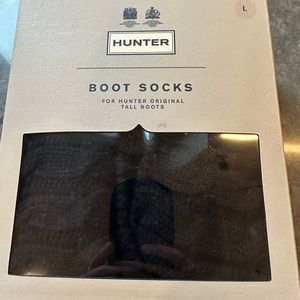 L
HUNTER
BOOT SOCKS
FOR HUNTER ORIGINAL
TALL BOOTS